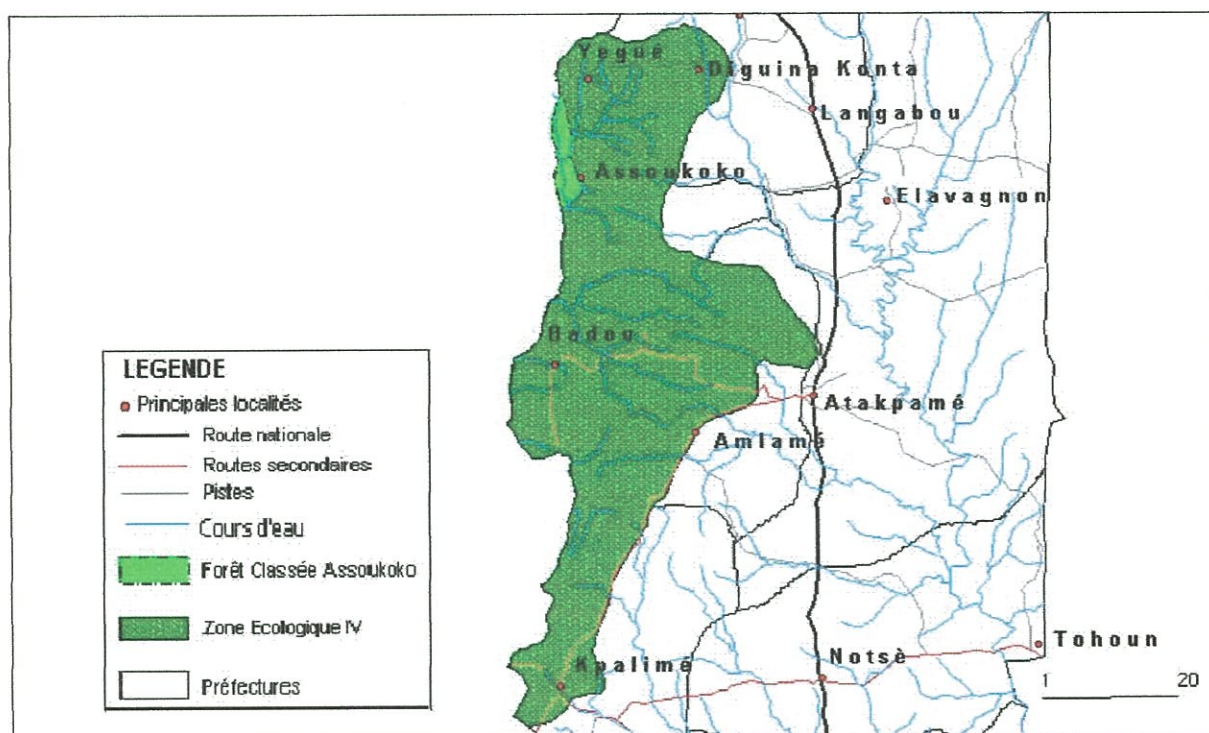 Yegué
Diguina Konta
Langabou
Assoukoko
Elavagnon
Badou
Atakpamé
Amlamé
Kpalimé
Notsè
Tohoun
1 20
LEGENDE
Principales localités
Route nationale
Routes secondaires
Pistes
Cours d'eau
Forêt Classée Assoukoko
Zone Ecologique IV
Préfectures